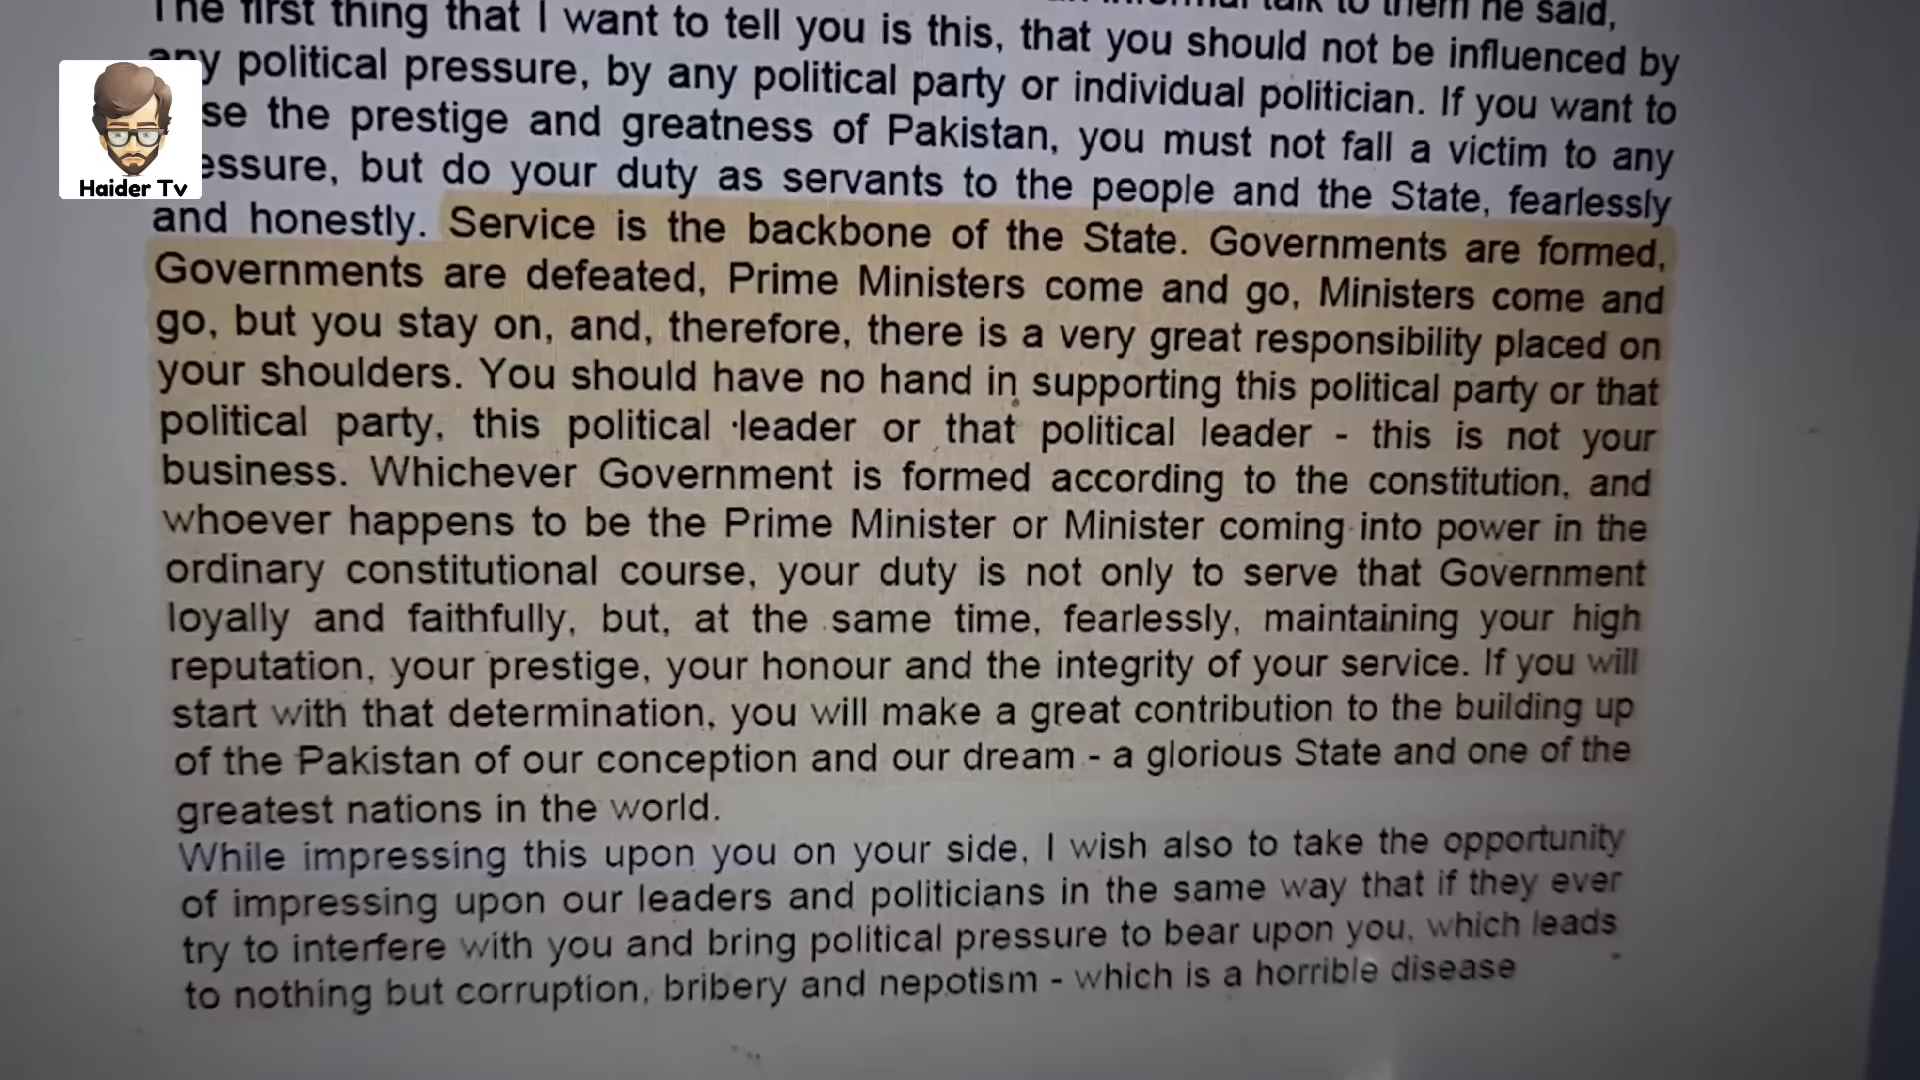 talk to them he said,
The first thing that I want to tell you is this, that you should not be influenced by
any political pressure, by any political party or individual politician. If you want to
se the prestige and greatness of Pakistan, you must not fall a victim to any
essure, but do your duty as servants to the people and the State, fearlessly
and honestly. Service is the backbone of the State. Governments are formed,
Governments are defeated, Prime Ministers come and go, Ministers come and
go, but you stay on, and, therefore, there is a very great responsibility placed on
your shoulders. You should have no hand in supporting this political party or that
political party, this political leader or that political leader - this is not your
business. Whichever Government is formed according to the constitution, and
whoever happens to be the Prime Minister or Minister coming into power in the
ordinary constitutional course, your duty is not only to serve that Government
loyally and faithfully, but, at the same time, fearlessly, maintaining your high
reputation, your prestige, your honour and the integrity of your service. If you will
start with that determination, you will make a great contribution to the building up
of the Pakistan of our conception and our dream - a glorious State and one of the
greatest nations in the world.
While impressing this upon you on your side, I wish also to take the opportunity
of impressing upon our leaders and politicians in the same way that if they ever
try to interfere with you and bring political pressure to bear upon you, which leads
to nothing but corruption, bribery and nepotism - which is a horrible disease
Haider Tv